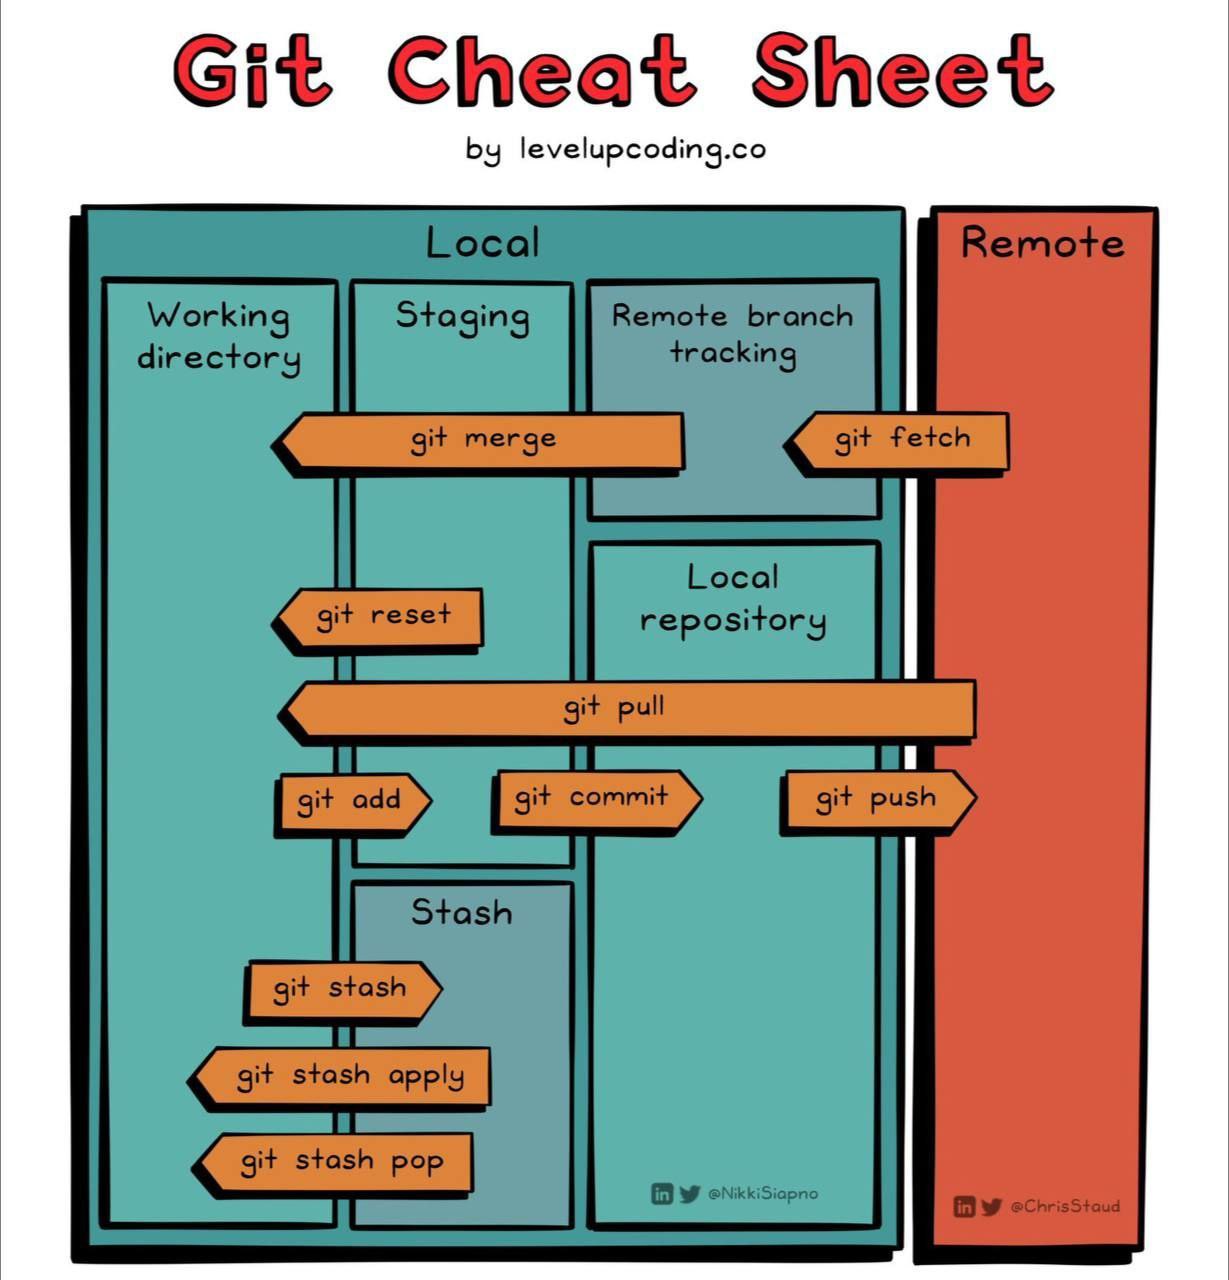 Git Cheat Sheet
by levelupcoding.co
Local
Remote
Working
directory
Staging
Remote branch
tracking
git merge
git fetch
Local
repository
git reset
git pull
git add
git commit
git push
Stash
git stash
git stash apply
git stash pop
in @NikkiSiapno
in @ChrisStaud